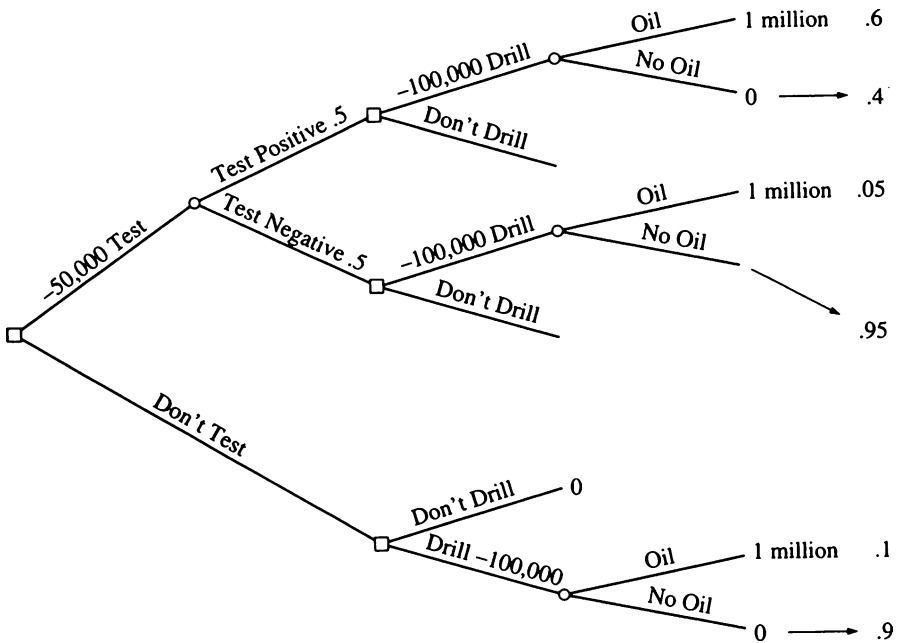 Oil 1 million .6
-100,000 Drill
No Oil
0 .4
Test Positive .5
Don't Drill
Oil 1 million .05
Test Negative .5
-100,000 Drill
No Oil
-50,000 Test
Don't Drill
.95
Don't Test
Don't Drill 0
Drill -100,000
Oil 1 million .1
No Oil
0 .9